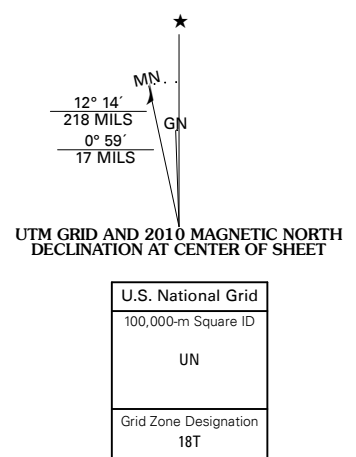 ★
MN
12° 14´
218 MILS
GN
0° 59´
17 MILS
UTM GRID AND 2010 MAGNETIC NORTH
DECLINATION AT CENTER OF SHEET
U.S. National Grid
100,000-m Square ID
UN
Grid Zone Designation
18T